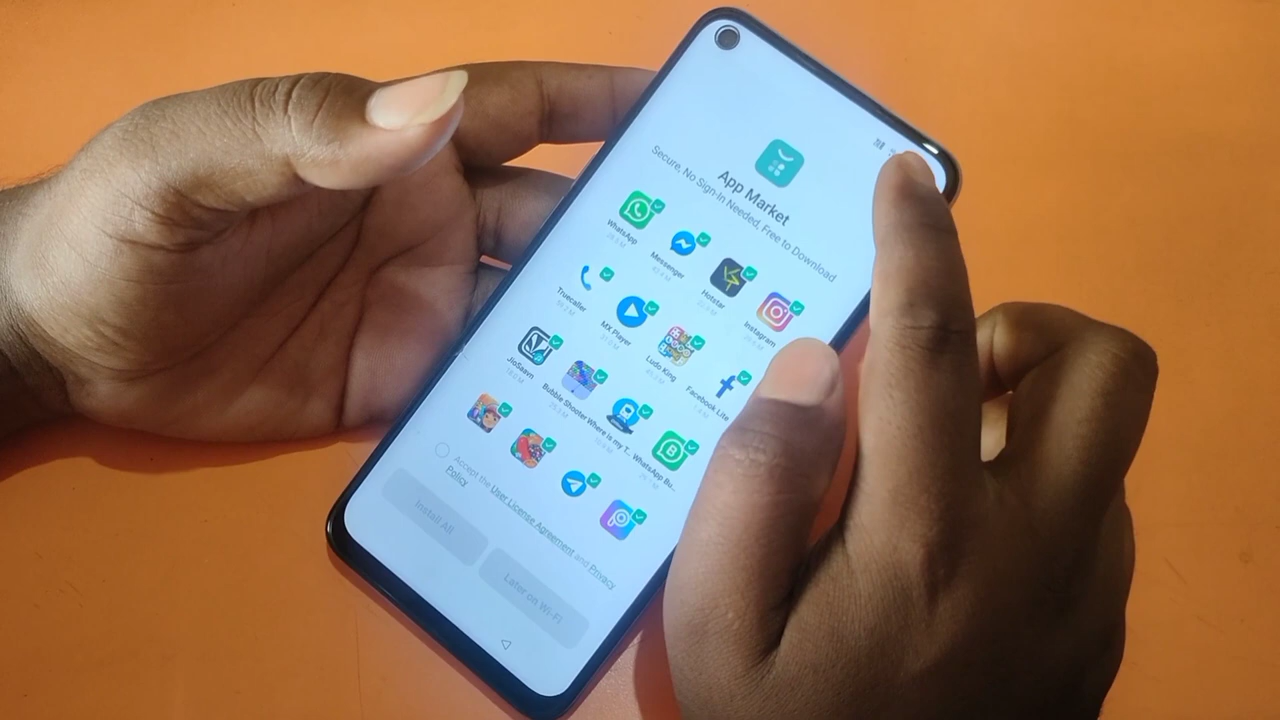 App Market
Secure, No Sign-In Needed, Free to Download
WhatsApp
Messenger
Hotstar
Instagram
Truecaller
MX Player
Ludo King
Facebook Lite
JioSaavn
Bubble Shooter
Where is my T...
WhatsApp Bu...
B
Accept the User License Agreement and Privacy
Policy
Install All
Later on Wi-Fi